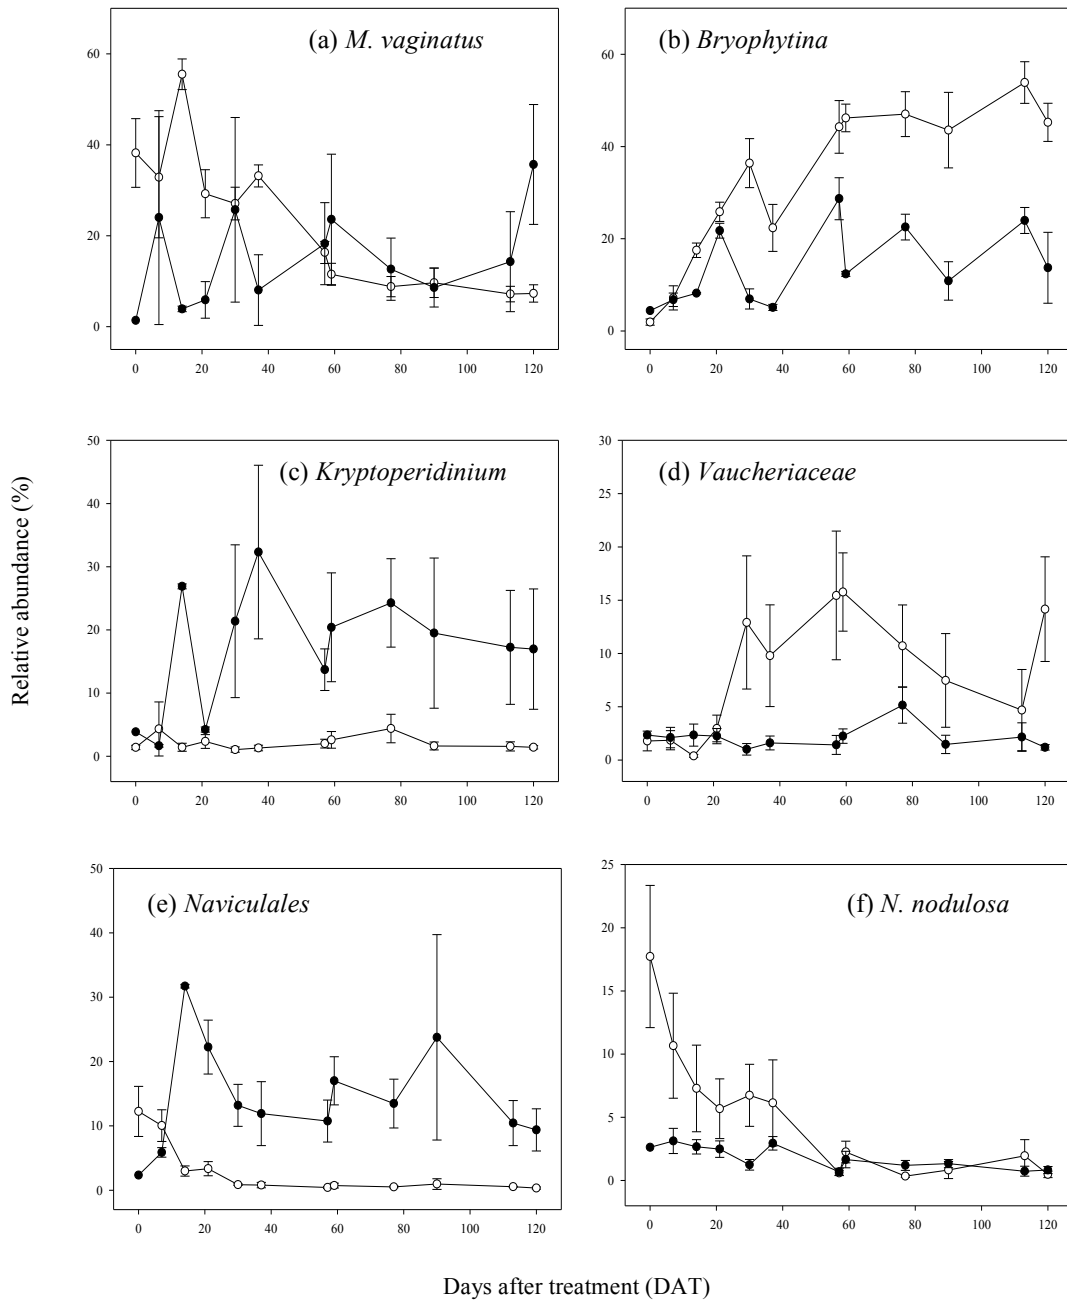 (a) M. vaginatus
(b) Bryophytina
60
40
20
0
0 20 40 60 80 100 120
60
40
20
0
0 20 40 60 80 100 120
(c) Kryptoperidinium
(d) Vaucheriaceae
50
40
30
20
10
0
0 20 40 60 80 100 120
30
25
20
15
10
5
0
0 20 40 60 80 100 120
Relative abundance (%)
(e) Naviculales
(f) N. nodulosa
50
40
30
20
10
0
0 20 40 60 80 100 120
25
20
15
10
5
0
0 20 40 60 80 100 120
Days after treatment (DAT)